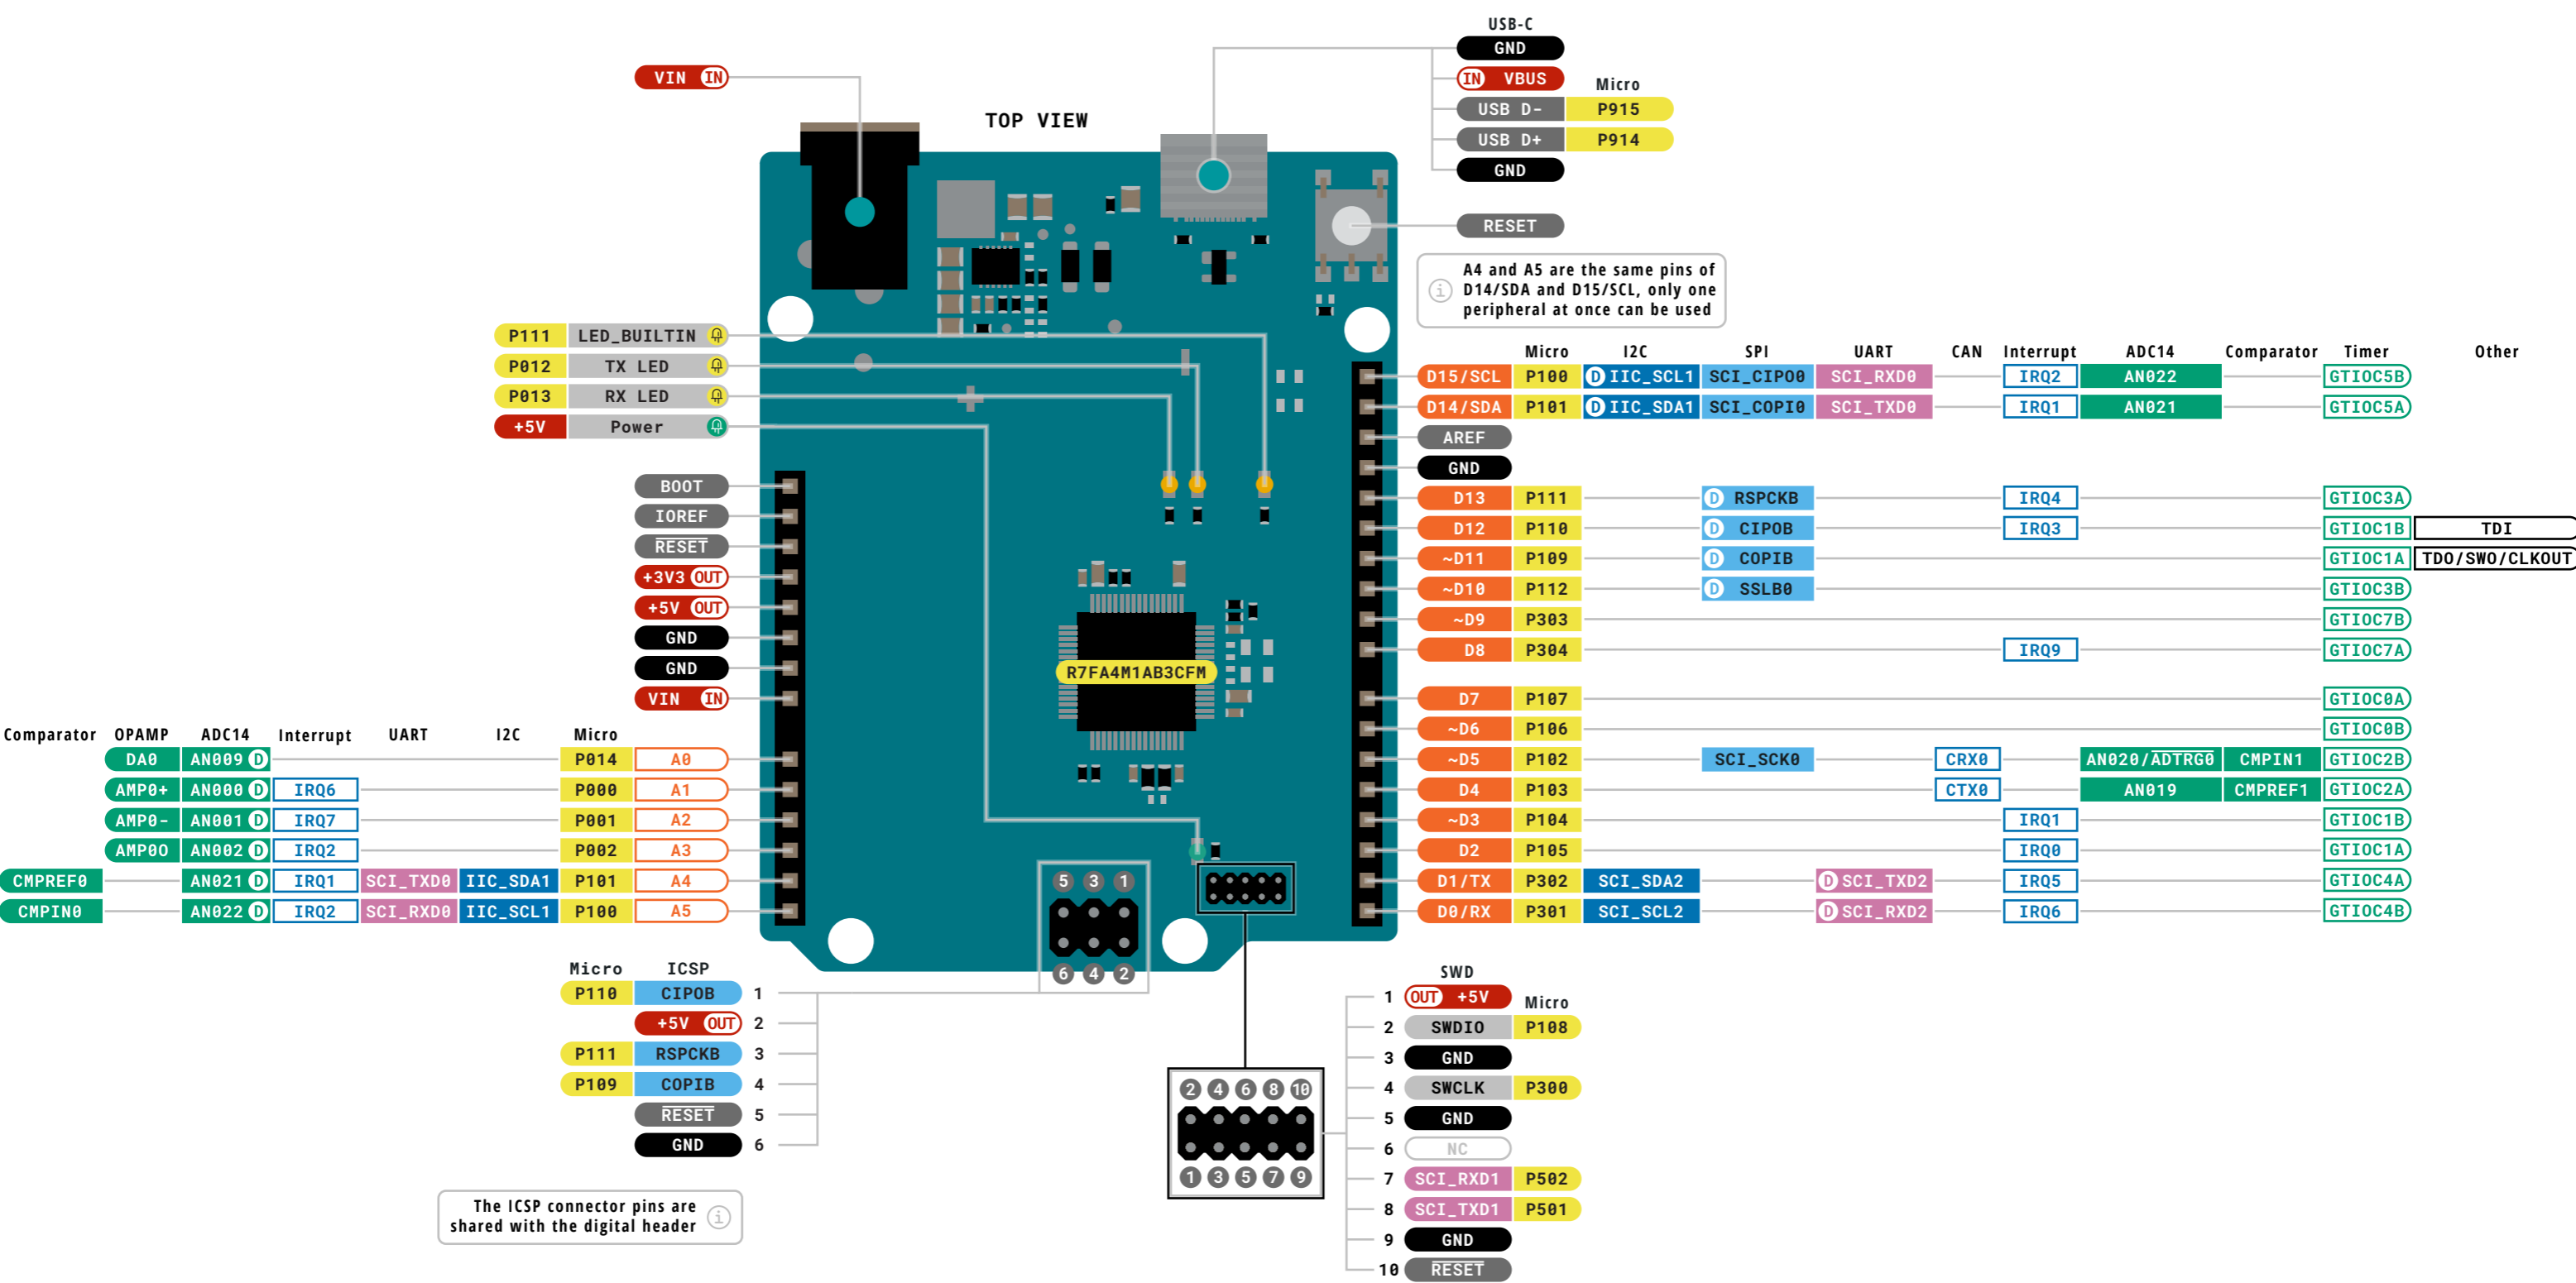 USB-C
GND
VIN IN
IN VBUS
Micro
USB D- P915
TOP VIEW
USB D+ P914
GND
RESET
A4 and A5 are the same pins of
D14/SDA and D15/SCL, only one
peripheral at once can be used
P111 LED_BUILTIN
P012 TX LED
P013 RX LED
+5V Power
Micro I2C SPI UART CAN Interrupt ADC14 Comparator Timer Other
D15/SCL P100 D IIC_SCL1 SCI_CIPO0 SCI_RXD0 IRQ2 AN022 GTIOC5B
D14/SDA P101 D IIC_SDA1 SCI_COPI0 SCI_TXD0 IRQ1 AN021 GTIOC5A
AREF
GND
D13 P111 D RSPCKB IRQ4 GTIOC3A
D12 P110 D CIPOB IRQ3 GTIOC1B TDI
~D11 P109 D COPIB GTIOC1A TDO/SWO/CLKOUT
~D10 P112 D SSLB0 GTIOC3B
~D9 P303 GTIOC7B
D8 P304 IRQ9 GTIOC7A
D7 P107 GTIOC0A
~D6 P106 GTIOC0B
~D5 P102 SCI_SCK0 CRX0 AN020/ADTRG0 CMPIN1 GTIOC2B
D4 P103 CTX0 AN019 CMPREF1 GTIOC2A
~D3 P104 IRQ1 GTIOC1B
D2 P105 IRQ0 GTIOC1A
D1/TX P302 SCI_SDA2 D SCI_TXD2 IRQ5 GTIOC4A
D0/RX P301 SCI_SCL2 D SCI_RXD2 IRQ6 GTIOC4B
BOOT
IOREF
RESET
+3V3 OUT
+5V OUT
GND
GND
VIN IN
R7FA4M1AB3CFM
Comparator OPAMP ADC14 Interrupt UART I2C Micro
DA0 AN009 D P014 A0
AMP0+ AN000 D IRQ6 P000 A1
AMP0- AN001 D IRQ7 P001 A2
AMP0O AN002 D IRQ2 P002 A3
CMPREF0 AN021 D IRQ1 SCI_TXD0 IIC_SDA1 P101 A4
CMPIN0 AN022 D IRQ2 SCI_RXD0 IIC_SCL1 P100 A5
5 3 1
6 4 2
Micro ICSP
P110 CIPOB 1
+5V OUT 2
P111 RSPCKB 3
P109 COPIB 4
RESET 5
GND 6
The ICSP connector pins are
shared with the digital header
2 4 6 8 10
1 3 5 7 9
SWD
1 OUT +5V Micro
2 SWDIO P108
3 GND
4 SWCLK P300
5 GND
6 NC
7 SCI_RXD1 P502
8 SCI_TXD1 P501
9 GND
10 RESET